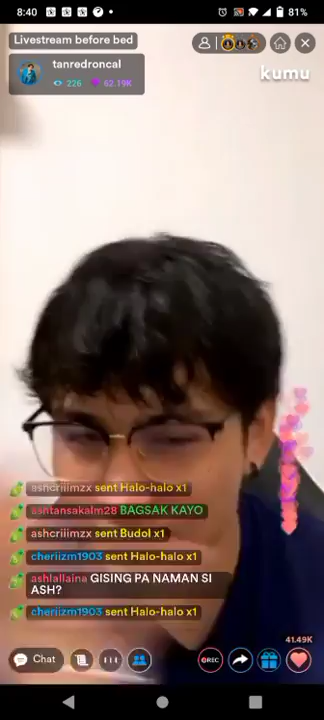 8:40
81%
Livestream before bed
tanredroncal
226 62.19K
kumu
ashcriiimzx sent Halo-halo x1
ashtansakalm28 BAGSAK KAYO
ashcriiimzx sent Budol x1
cheriizm1903 sent Halo-halo x1
ashlallaina GISING PA NAMAN SI
ASH?
cheriizm1903 sent Halo-halo x1
41.49K
Chat
REC